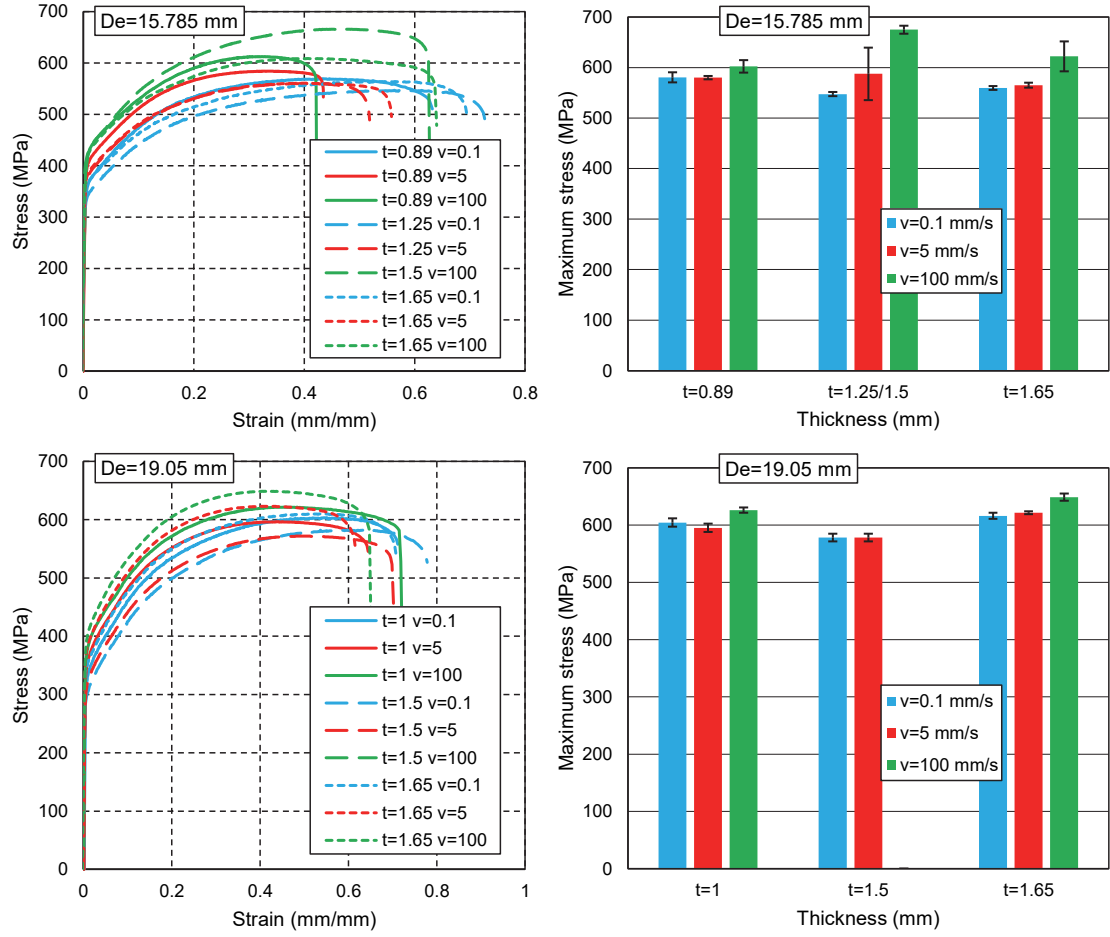 De=15.785 mm
700
600
500
400
300
200
100
0
Stress (MPa)
0
0.2
0.4
0.6
0.8
Strain (mm/mm)
t=0.89 v=0.1
t=0.89 v=5
t=0.89 v=100
t=1.25 v=0.1
t=1.25 v=5
t=1.5 v=100
t=1.65 v=0.1
t=1.65 v=5
t=1.65 v=100
De=15.785 mm
700
600
500
400
300
200
100
0
Maximum stress (MPa)
v=0.1 mm/s
v=5 mm/s
v=100 mm/s
t=0.89
t=1.25/1.5
t=1.65
Thickness (mm)
De=19.05 mm
700
600
500
400
300
200
100
0
Stress (MPa)
0
0.2
0.4
0.6
0.8
1
Strain (mm/mm)
t=1 v=0.1
t=1 v=5
t=1 v=100
t=1.5 v=0.1
t=1.5 v=5
t=1.5 v=100
t=1.65 v=0.1
t=1.65 v=5
t=1.65 v=100
De=19.05 mm
700
600
500
400
300
200
100
0
Maximum stress (MPa)
v=0.1 mm/s
v=5 mm/s
v=100 mm/s
t=1
t=1.5
t=1.65
Thickness (mm)